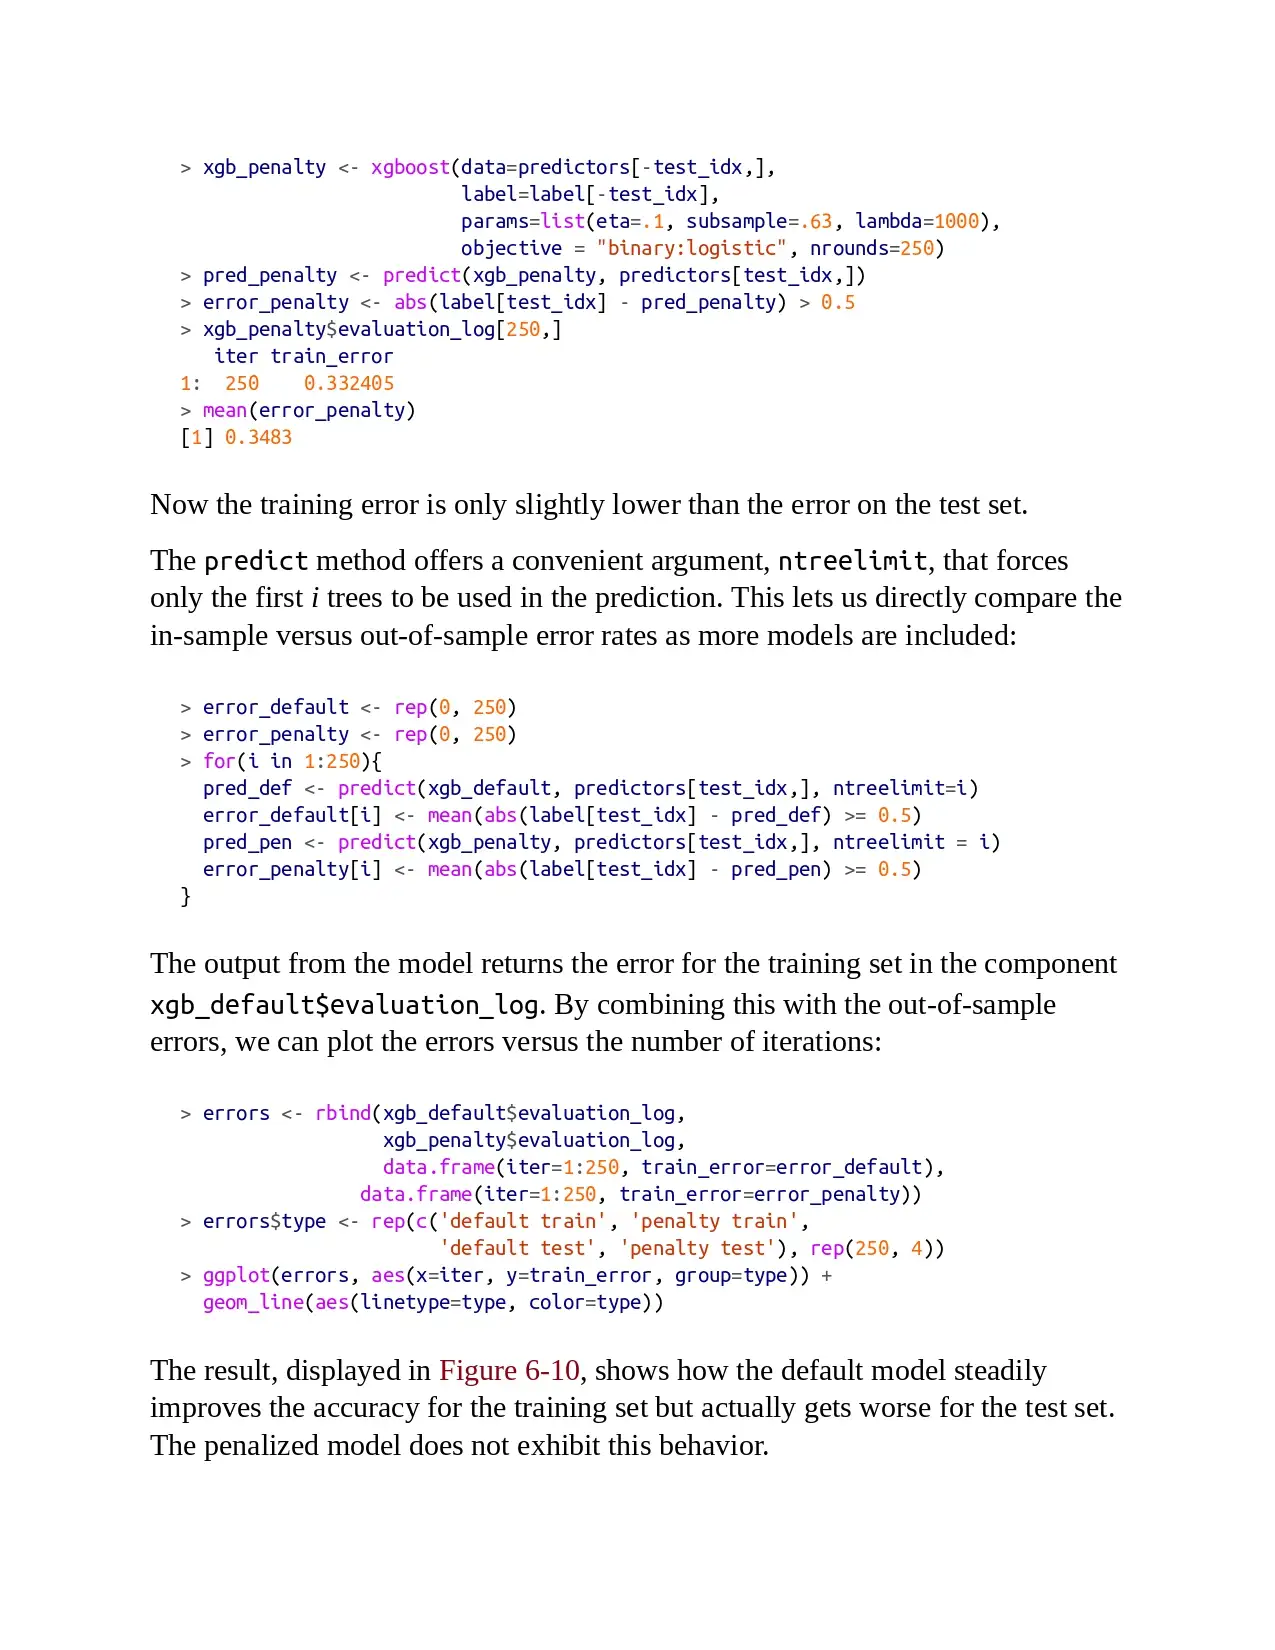 > xgb_penalty <- xgboost(data=predictors[-test_idx,],
                         label=label[-test_idx],
                         params=list(eta=.1, subsample=.63, lambda=1000),
                         objective = "binary:logistic", nrounds=250)
> pred_penalty <- predict(xgb_penalty, predictors[test_idx,])
> error_penalty <- abs(label[test_idx] - pred_penalty) > 0.5
> xgb_penalty$evaluation_log[250,]
   iter train_error
1:  250    0.332405
> mean(error_penalty)
[1] 0.3483
Now the training error is only slightly lower than the error on the test set.
The predict method offers a convenient argument, ntreelimit, that forces
only the first i trees to be used in the prediction. This lets us directly compare the
in-sample versus out-of-sample error rates as more models are included:
> error_default <- rep(0, 250)
> error_penalty <- rep(0, 250)
> for(i in 1:250){
  pred_def <- predict(xgb_default, predictors[test_idx,], ntreelimit=i)
  error_default[i] <- mean(abs(label[test_idx] - pred_def) >= 0.5)
  pred_pen <- predict(xgb_penalty, predictors[test_idx,], ntreelimit = i)
  error_penalty[i] <- mean(abs(label[test_idx] - pred_pen) >= 0.5)
}
The output from the model returns the error for the training set in the component
xgb_default$evaluation_log. By combining this with the out-of-sample
errors, we can plot the errors versus the number of iterations:
> errors <- rbind(xgb_default$evaluation_log,
                  xgb_penalty$evaluation_log,
                  data.frame(iter=1:250, train_error=error_default),
                data.frame(iter=1:250, train_error=error_penalty))
> errors$type <- rep(c('default train', 'penalty train',
                       'default test', 'penalty test'), rep(250, 4))
> ggplot(errors, aes(x=iter, y=train_error, group=type)) +
  geom_line(aes(linetype=type, color=type))
The result, displayed in Figure 6-10, shows how the default model steadily
improves the accuracy for the training set but actually gets worse for the test set.
The penalized model does not exhibit this behavior.